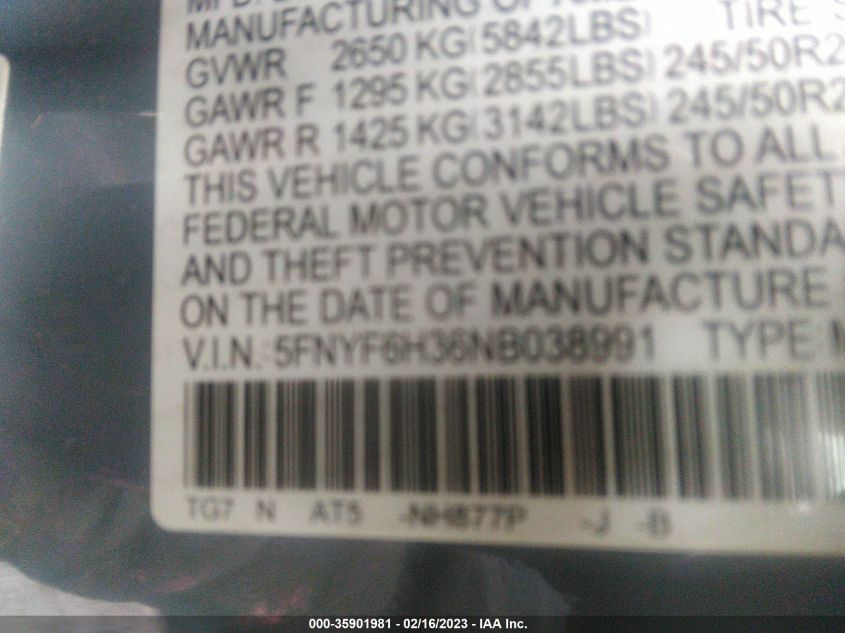 MANUFACTURING OF
TIRE S
GVWR 2650 KG(5842LBS)
GAWR F 1295 KG(2855LBS) 245/50R2
GAWR R 1425 KG(3142LBS) 245/50R2
THIS VEHICLE CONFORMS TO ALL
FEDERAL MOTOR VEHICLE SAFET
AND THEFT PREVENTION STANDA
ON THE DATE OF MANUFACTURE
V.I.N.: 5FNYF6H36NB038991 TYPE: M
TG7 N AT5 -NH877P -J -B
000-35901981 - 02/16/2023 - IAA Inc.